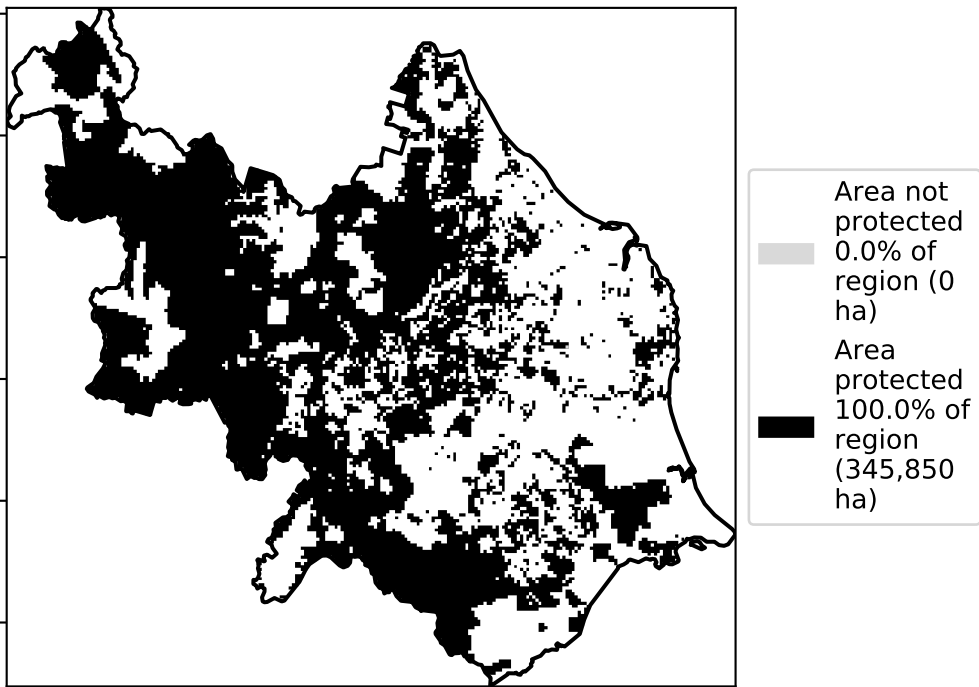 Area not
protected
0.0% of
region (0
ha)
Area
protected
100.0% of
region
(345,850
ha)